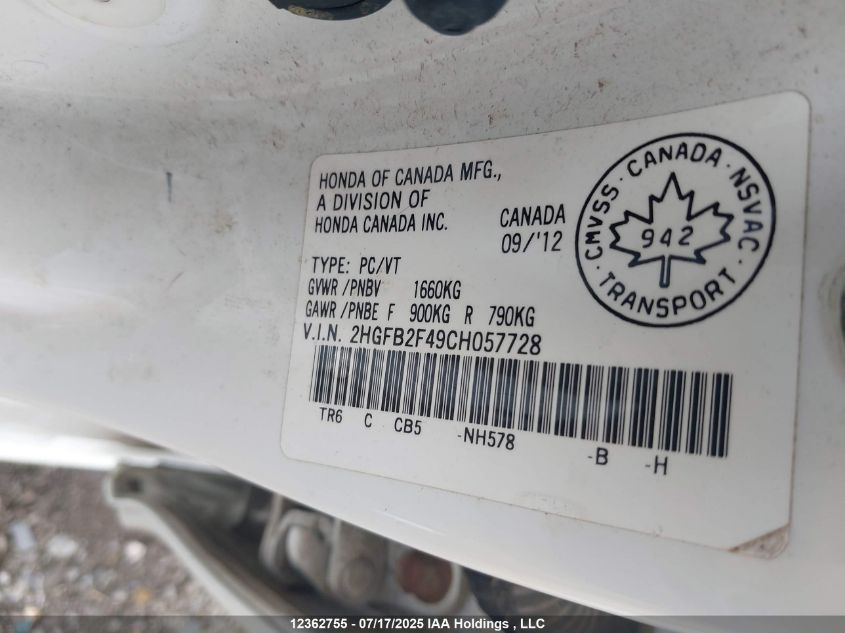 HONDA OF CANADA MFG.,
A DIVISION OF
HONDA CANADA INC.
CANADA
09/'12
CMVSS · CANADA · NSVAC · TRANSPORT ·
942
TYPE: PC/VT
GVWR/PNBV 1660KG
GAWR/PNBE F 900KG R 790KG
V.I.N. 2HGFB2F49CH057728
TR6 C CB5 -NH578 -B -H
12362755 - 07/17/2025 IAA Holdings , LLC